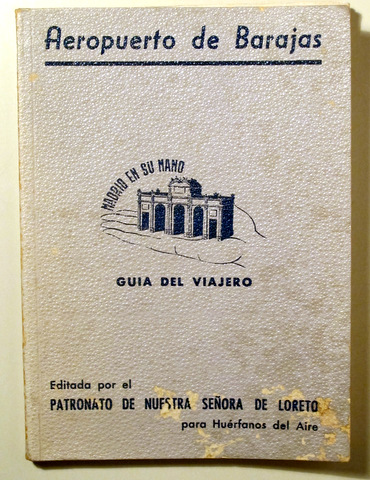 Aeropuerto de Barajas
MADRID EN SU MANO
GUIA DEL VIAJERO
Editada por el
PATRONATO DE NUESTRA SEÑORA DE LORETO
para Huérfanos del Aire